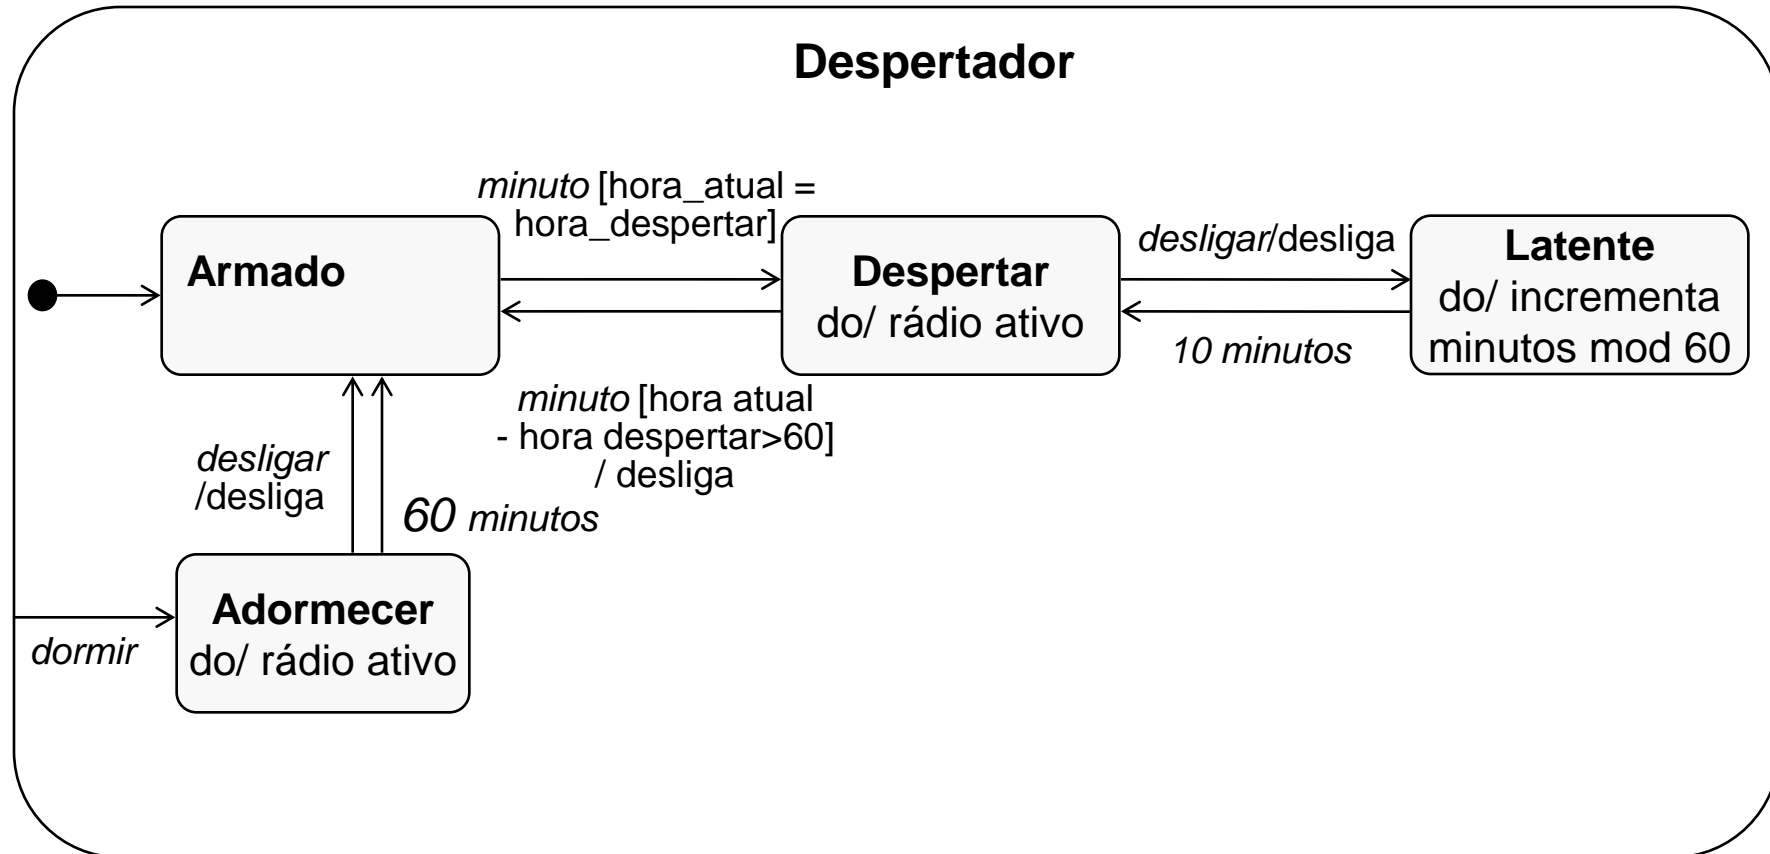 Despertador
minuto [hora_atual =
hora_despertar]
Armado
Despertar
do/ rádio ativo
desligar/desliga
Latente
do/ incrementa
minutos mod 60
10 minutos
minuto [hora atual
- hora despertar>60]
/ desliga
desligar
/desliga
60 minutos
Adormecer
do/ rádio ativo
dormir